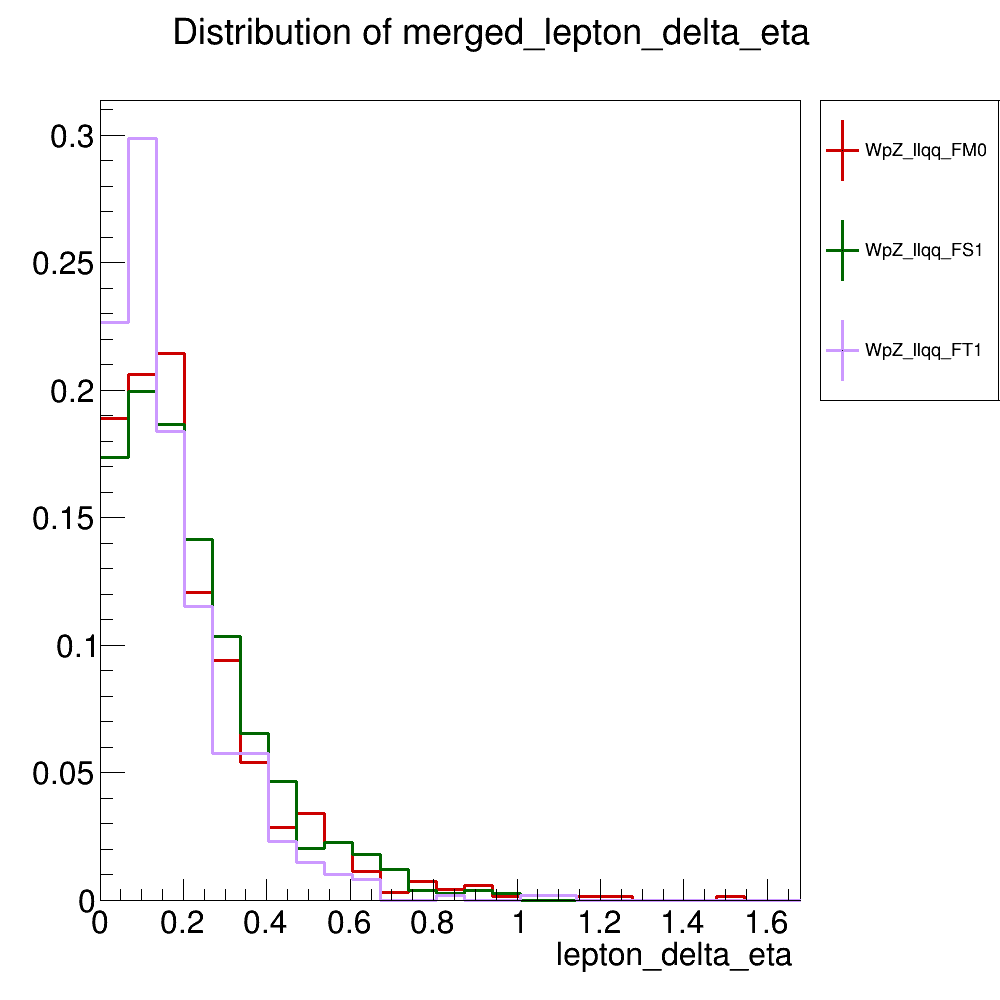 Distribution of merged_lepton_delta_eta
0.3
0.25
0.2
0.15
0.1
0.05
0
0 0.2 0.4 0.6 0.8 1 1.2 1.4 1.6
lepton_delta_eta
WpZ_llqq_FM0
WpZ_llqq_FS1
WpZ_llqq_FT1